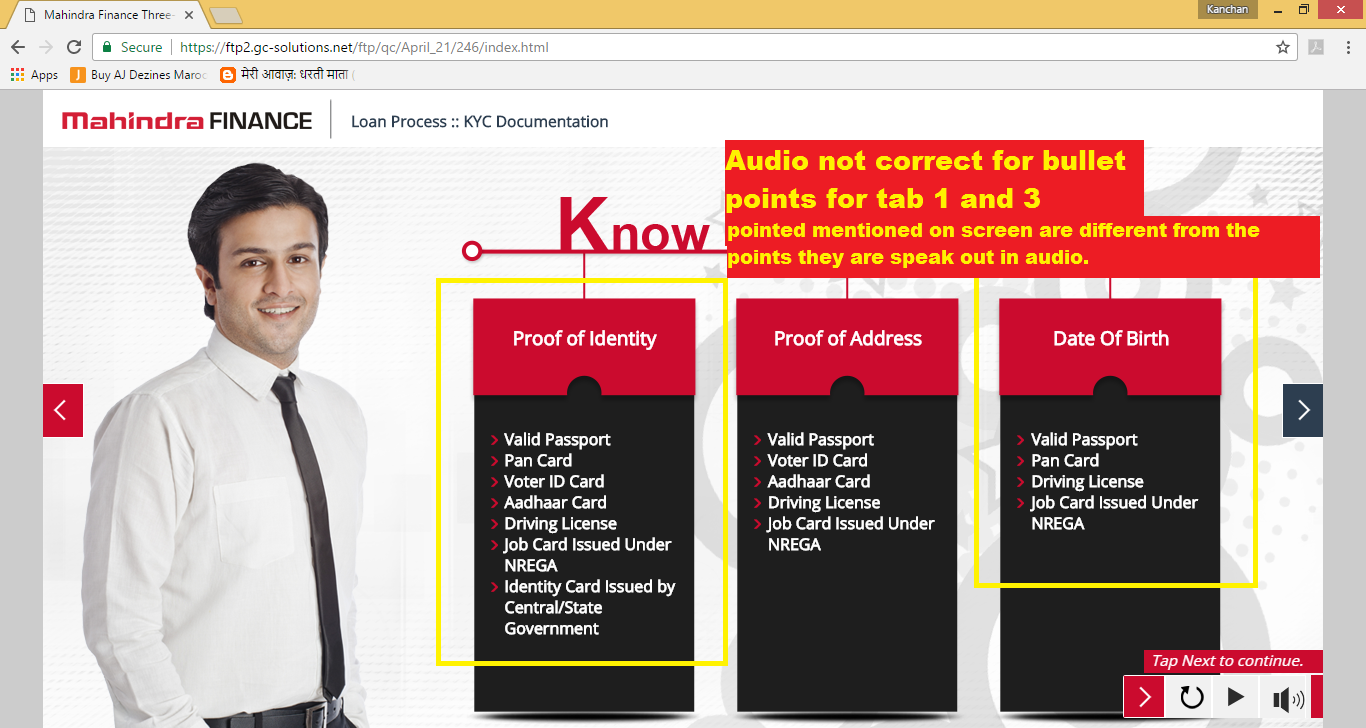 Mahindra Finance Three-
Kanchan
Secure
https://ftp2.gc-solutions.net/ftp/qc/April_21/246/index.html
Apps
Buy AJ Dezines Maroc
मेरी आवाज़: धरती माता (
Mahindra FINANCE
Loan Process :: KYC Documentation
Audio not correct for bullet
points for tab 1 and 3
Know
pointed mentioned on screen are different from the
points they are speak out in audio.
Proof of Identity
Valid Passport
Pan Card
Voter ID Card
Aadhaar Card
Driving License
Job Card Issued Under
NREGA
Identity Card Issued by
Central/State
Government
Proof of Address
Valid Passport
Voter ID Card
Aadhaar Card
Driving License
Job Card Issued Under
NREGA
Date Of Birth
Valid Passport
Pan Card
Driving License
Job Card Issued Under
NREGA
Tap Next to continue.